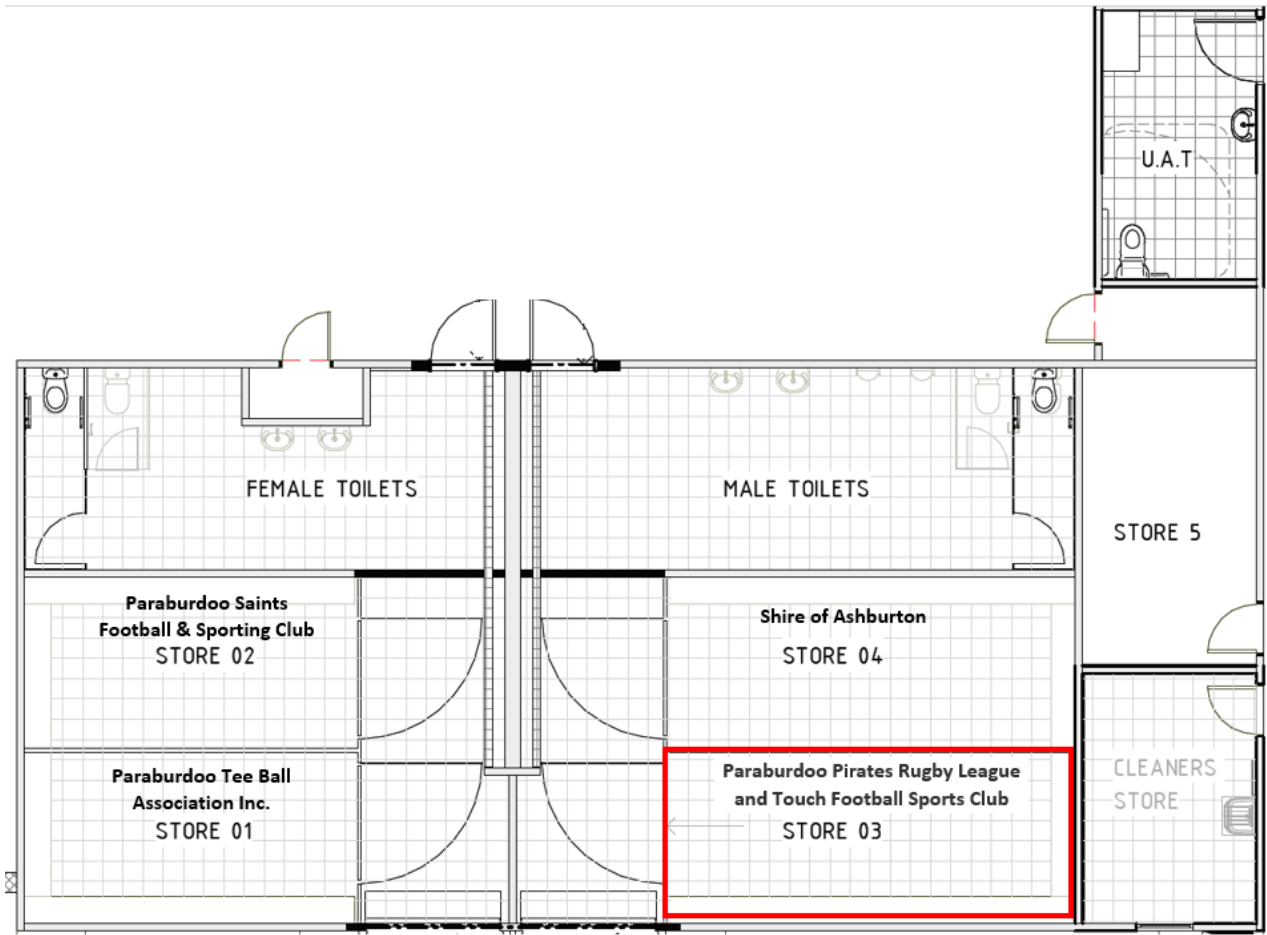 U.A.T
FEMALE TOILETS
MALE TOILETS
STORE 5
Paraburdoo Saints
Football & Sporting Club
STORE 02
Shire of Ashburton
STORE 04
Paraburdoo Tee Ball
Association Inc.
STORE 01
Paraburdoo Pirates Rugby League
and Touch Football Sports Club
STORE 03
CLEANERS
STORE